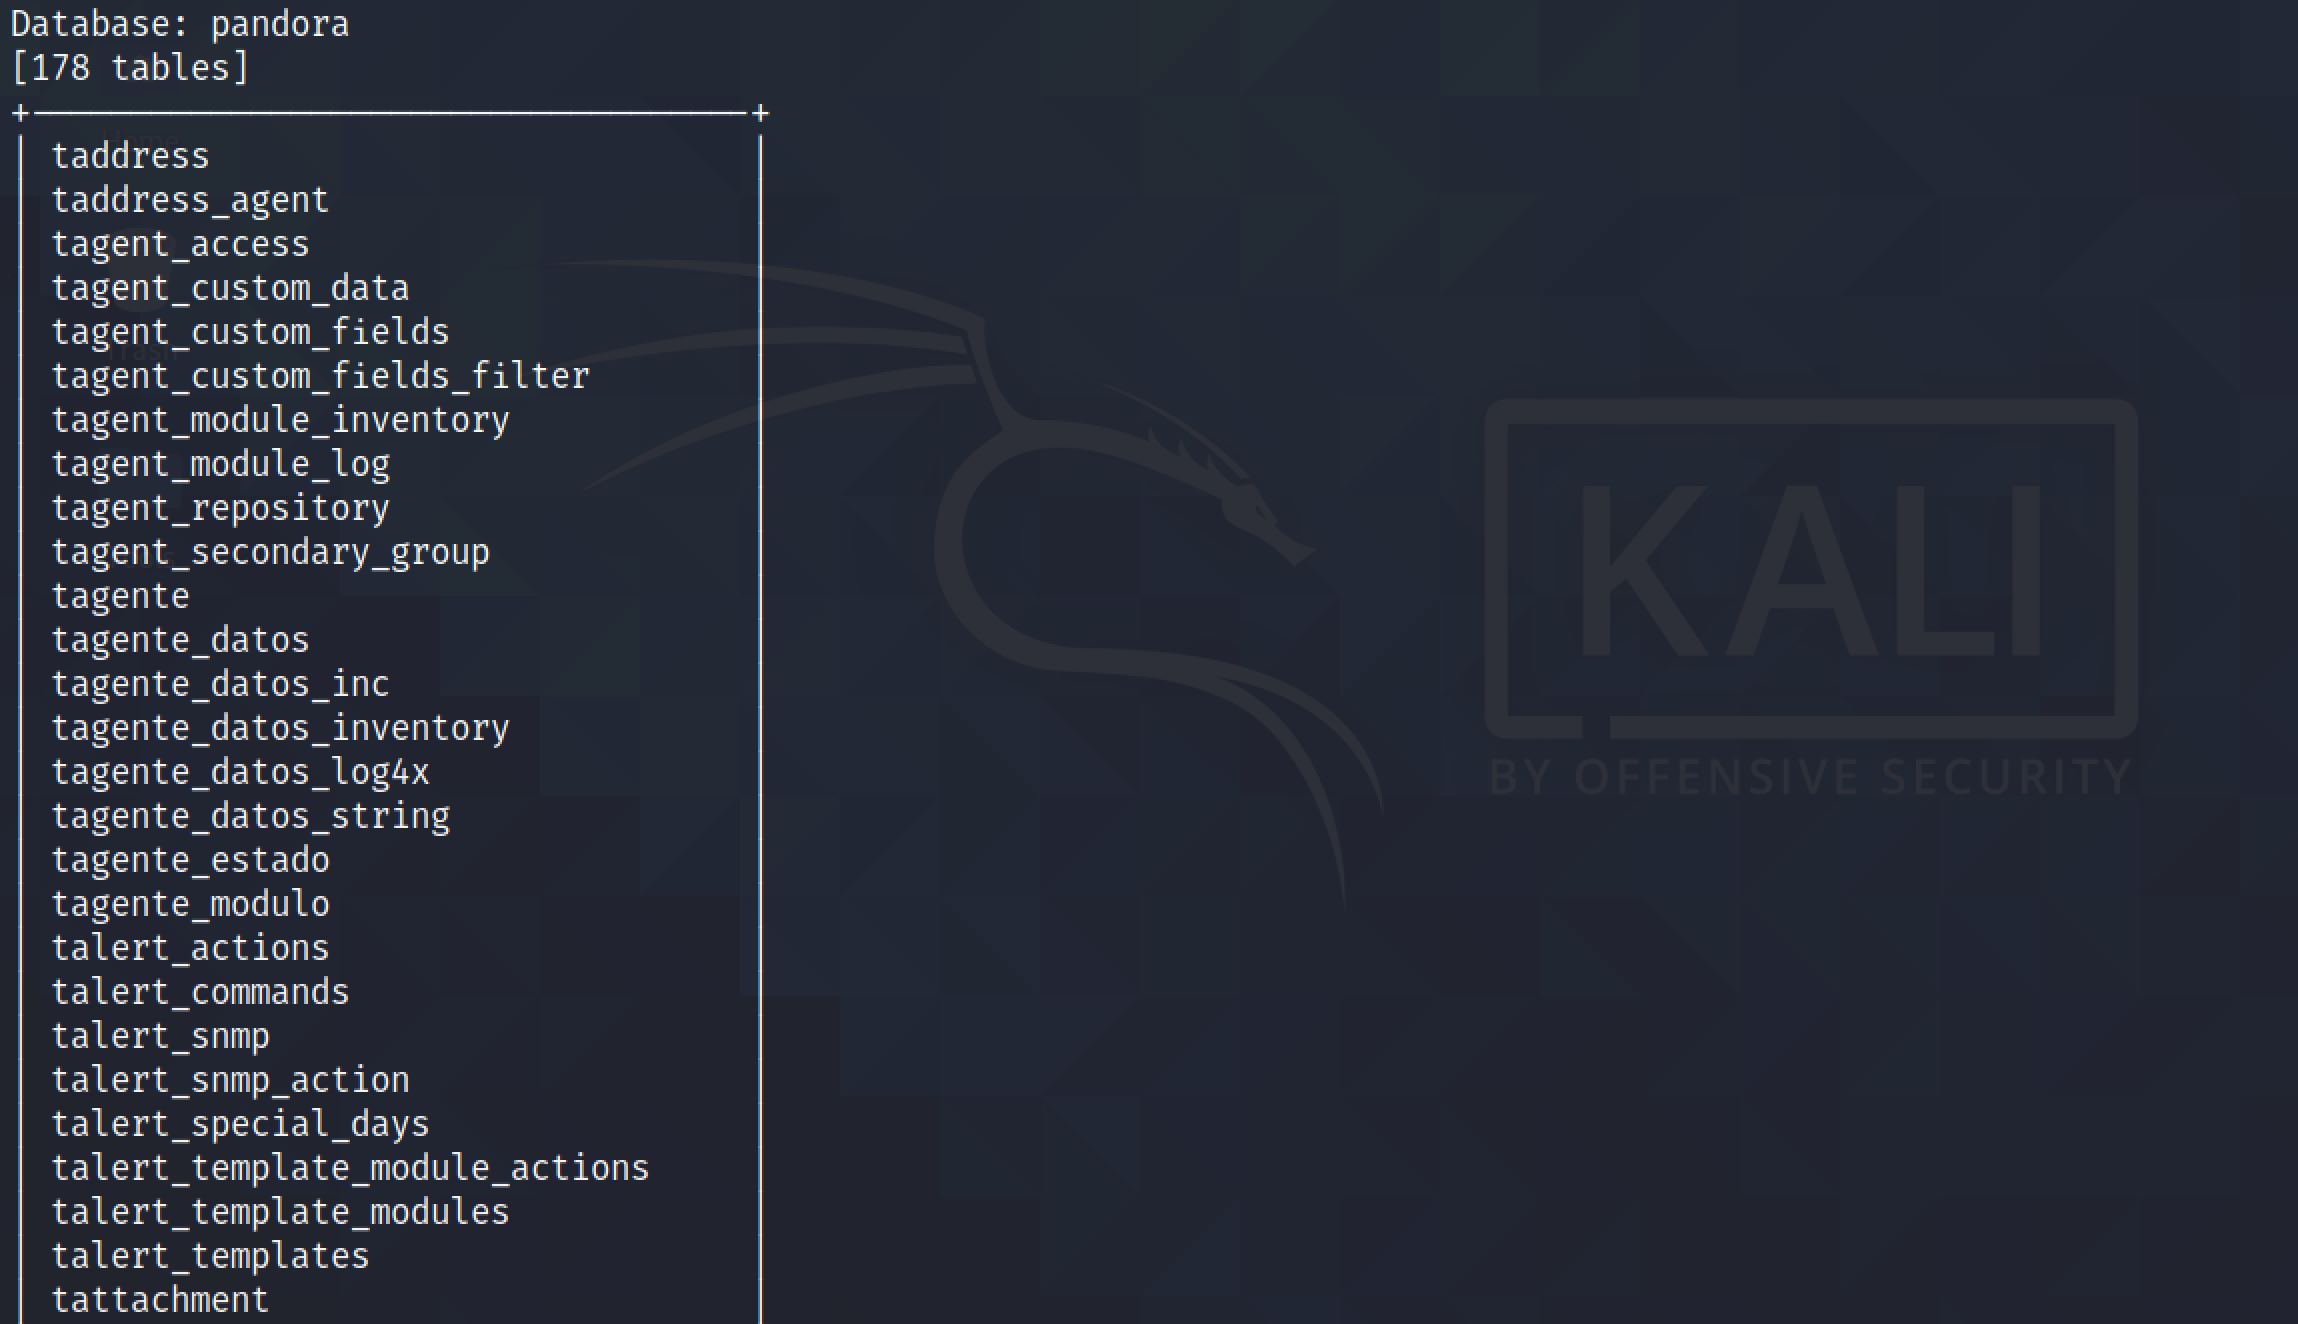 Database: pandora
[178 tables]
taddress
taddress_agent
tagent_access
tagent_custom_data
tagent_custom_fields
tagent_custom_fields_filter
tagent_module_inventory
tagent_module_log
tagent_repository
tagent_secondary_group
tagente
tagente_datos
tagente_datos_inc
tagente_datos_inventory
tagente_datos_log4x
tagente_datos_string
tagente_estado
tagente_modulo
talert_actions
talert_commands
talert_snmp
talert_snmp_action
talert_special_days
talert_template_module_actions
talert_template_modules
talert_templates
tattachment
KALI
BY OFFENSIVE SECURITY